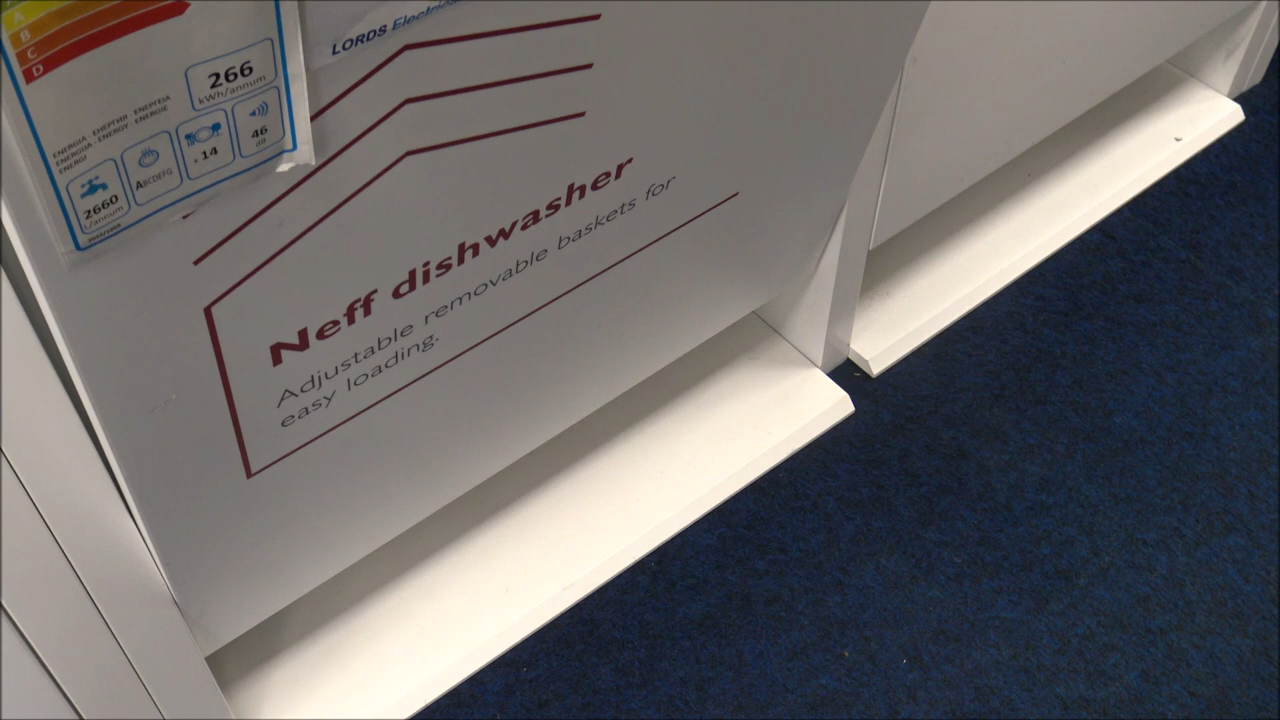 A
B
C
D
266
kWh/annum
ENERGIA · ЕНЕРГИЯ · ΕΝΕΡΓΕΙΑ
ENERGIJA · ENERGY · ENERGIE
ENERGI
2660
L/annum
ABCDEFG
x 14
46
dB
LORDS Electrical
Neff dishwasher
Adjustable removable baskets for
easy loading.